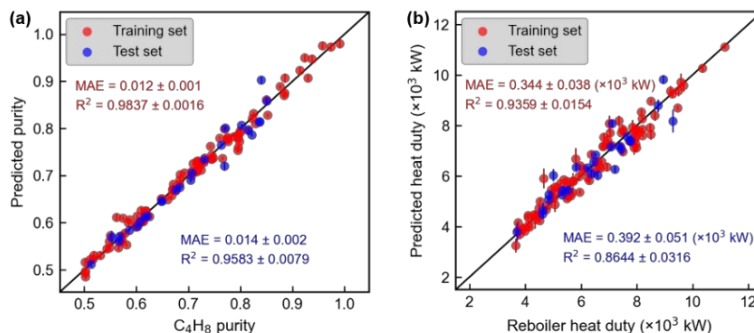 (a)
Training set
Test set
MAE = 0.012 ± 0.001
R² = 0.9837 ± 0.0016
MAE = 0.014 ± 0.002
R² = 0.9583 ± 0.0079
Predicted purity
1.0
0.9
0.8
0.7
0.6
0.5
0.5 0.6 0.7 0.8 0.9 1.0
C₄H₈ purity
(b)
Training set
Test set
MAE = 0.344 ± 0.038 (×10³ kW)
R² = 0.9359 ± 0.0154
MAE = 0.392 ± 0.051 (×10³ kW)
R² = 0.8644 ± 0.0316
Predicted heat duty
(×10³ kW)
12
10
8
6
4
2
2 4 6 8 10 12
Reboiler heat duty (×10³ kW)